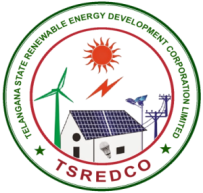 TELANGANA STATE RENEWABLE ENERGY DEVELOPMENT CORPORATION LIMITED
TSREDCO